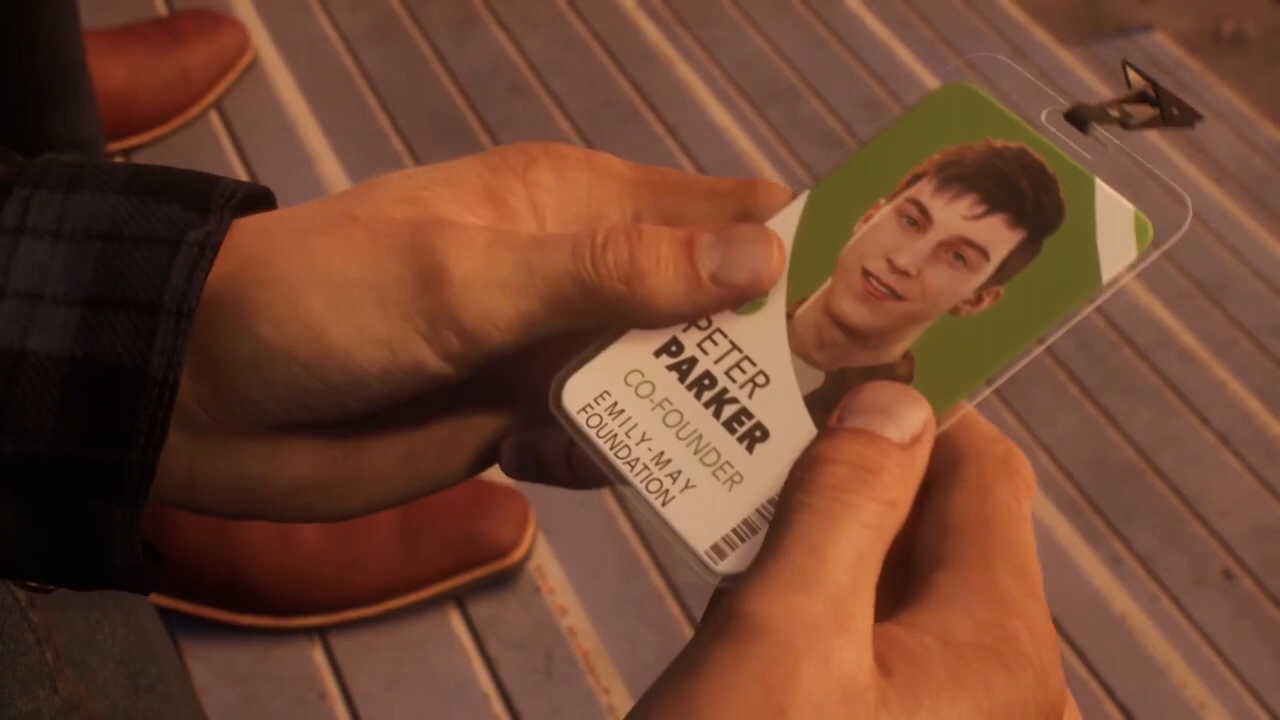 PETER
PARKER
CO-FOUNDER
EMILY-MAY
FOUNDATION